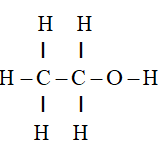 H H
H – C – C – O – H
H H